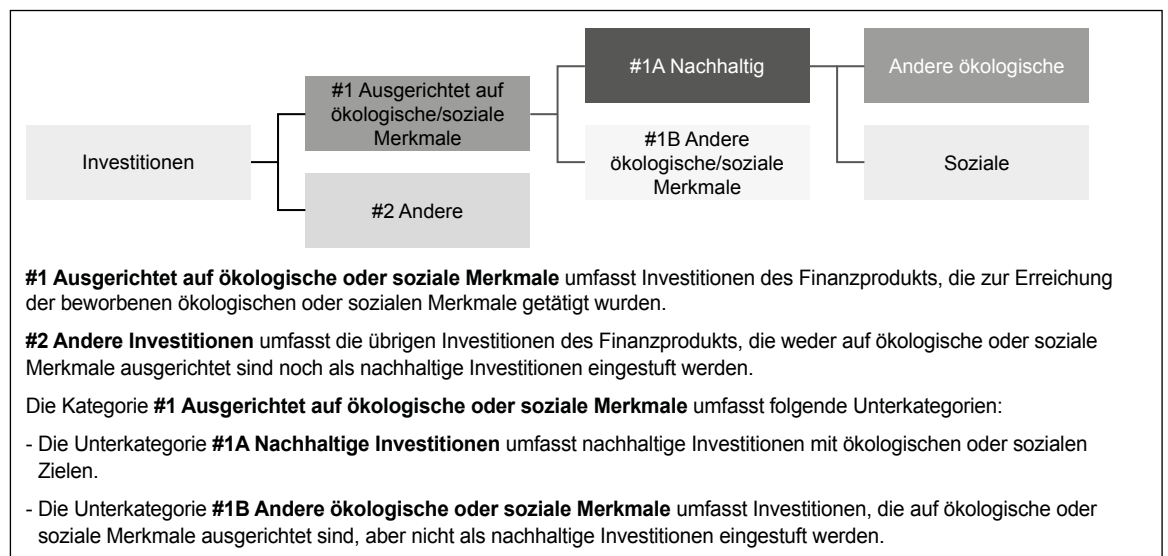 Investitionen
#1 Ausgerichtet auf
ökologische/soziale
Merkmale
#2 Andere
#1A Nachhaltig
#1B Andere
ökologische/soziale
Merkmale
Andere ökologische
Soziale
#1 Ausgerichtet auf ökologische oder soziale Merkmale umfasst Investitionen des Finanzprodukts, die zur Erreichung
der beworbenen ökologischen oder sozialen Merkmale getätigt wurden.
#2 Andere Investitionen umfasst die übrigen Investitionen des Finanzprodukts, die weder auf ökologische oder soziale
Merkmale ausgerichtet sind noch als nachhaltige Investitionen eingestuft werden.
Die Kategorie #1 Ausgerichtet auf ökologische oder soziale Merkmale umfasst folgende Unterkategorien:
- Die Unterkategorie #1A Nachhaltige Investitionen umfasst nachhaltige Investitionen mit ökologischen oder sozialen
Zielen.
- Die Unterkategorie #1B Andere ökologische oder soziale Merkmale umfasst Investitionen, die auf ökologische oder
soziale Merkmale ausgerichtet sind, aber nicht als nachhaltige Investitionen eingestuft werden.